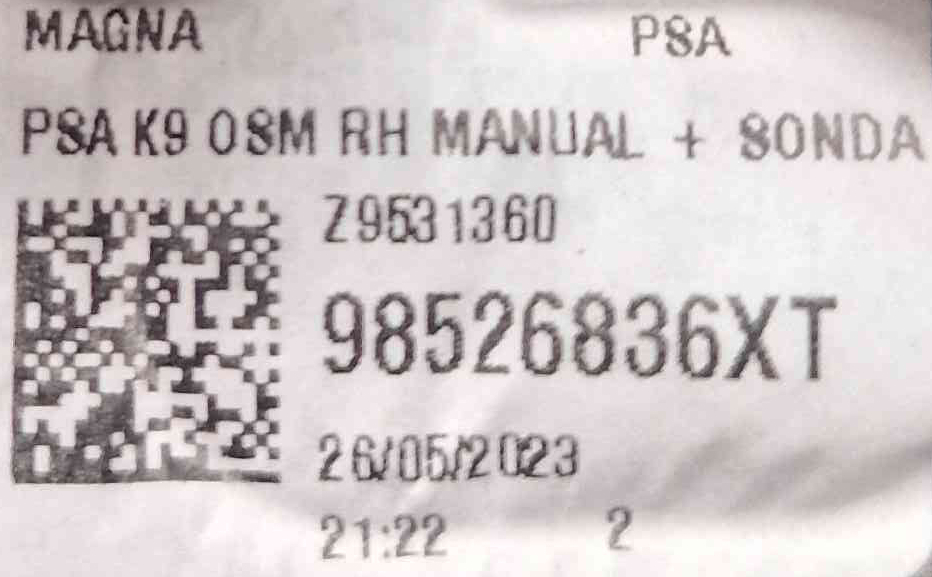 MAGNA PSA
PSA K9 OSM RH MANUAL + SONDA
Z9531360
98526836XT
26/05/2023
21:22 2